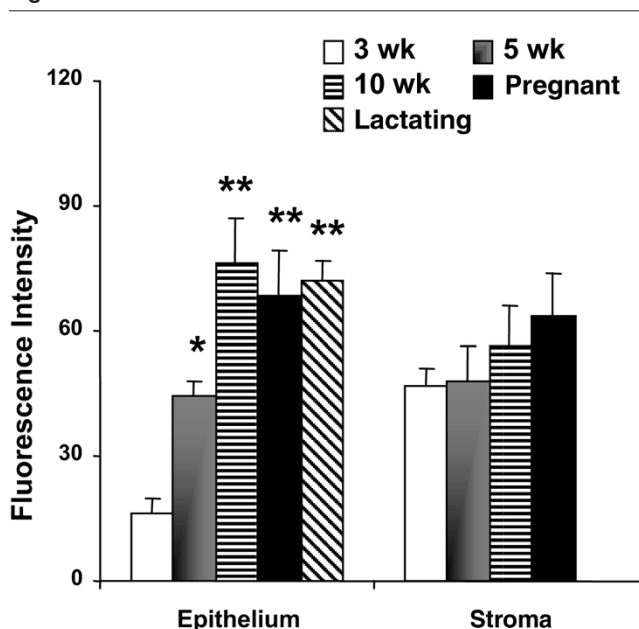 3 wk 5 wk
10 wk Pregnant
Lactating
120
90
60
30
0
Fluorescence Intensity
*
**
**
**
Epithelium Stroma